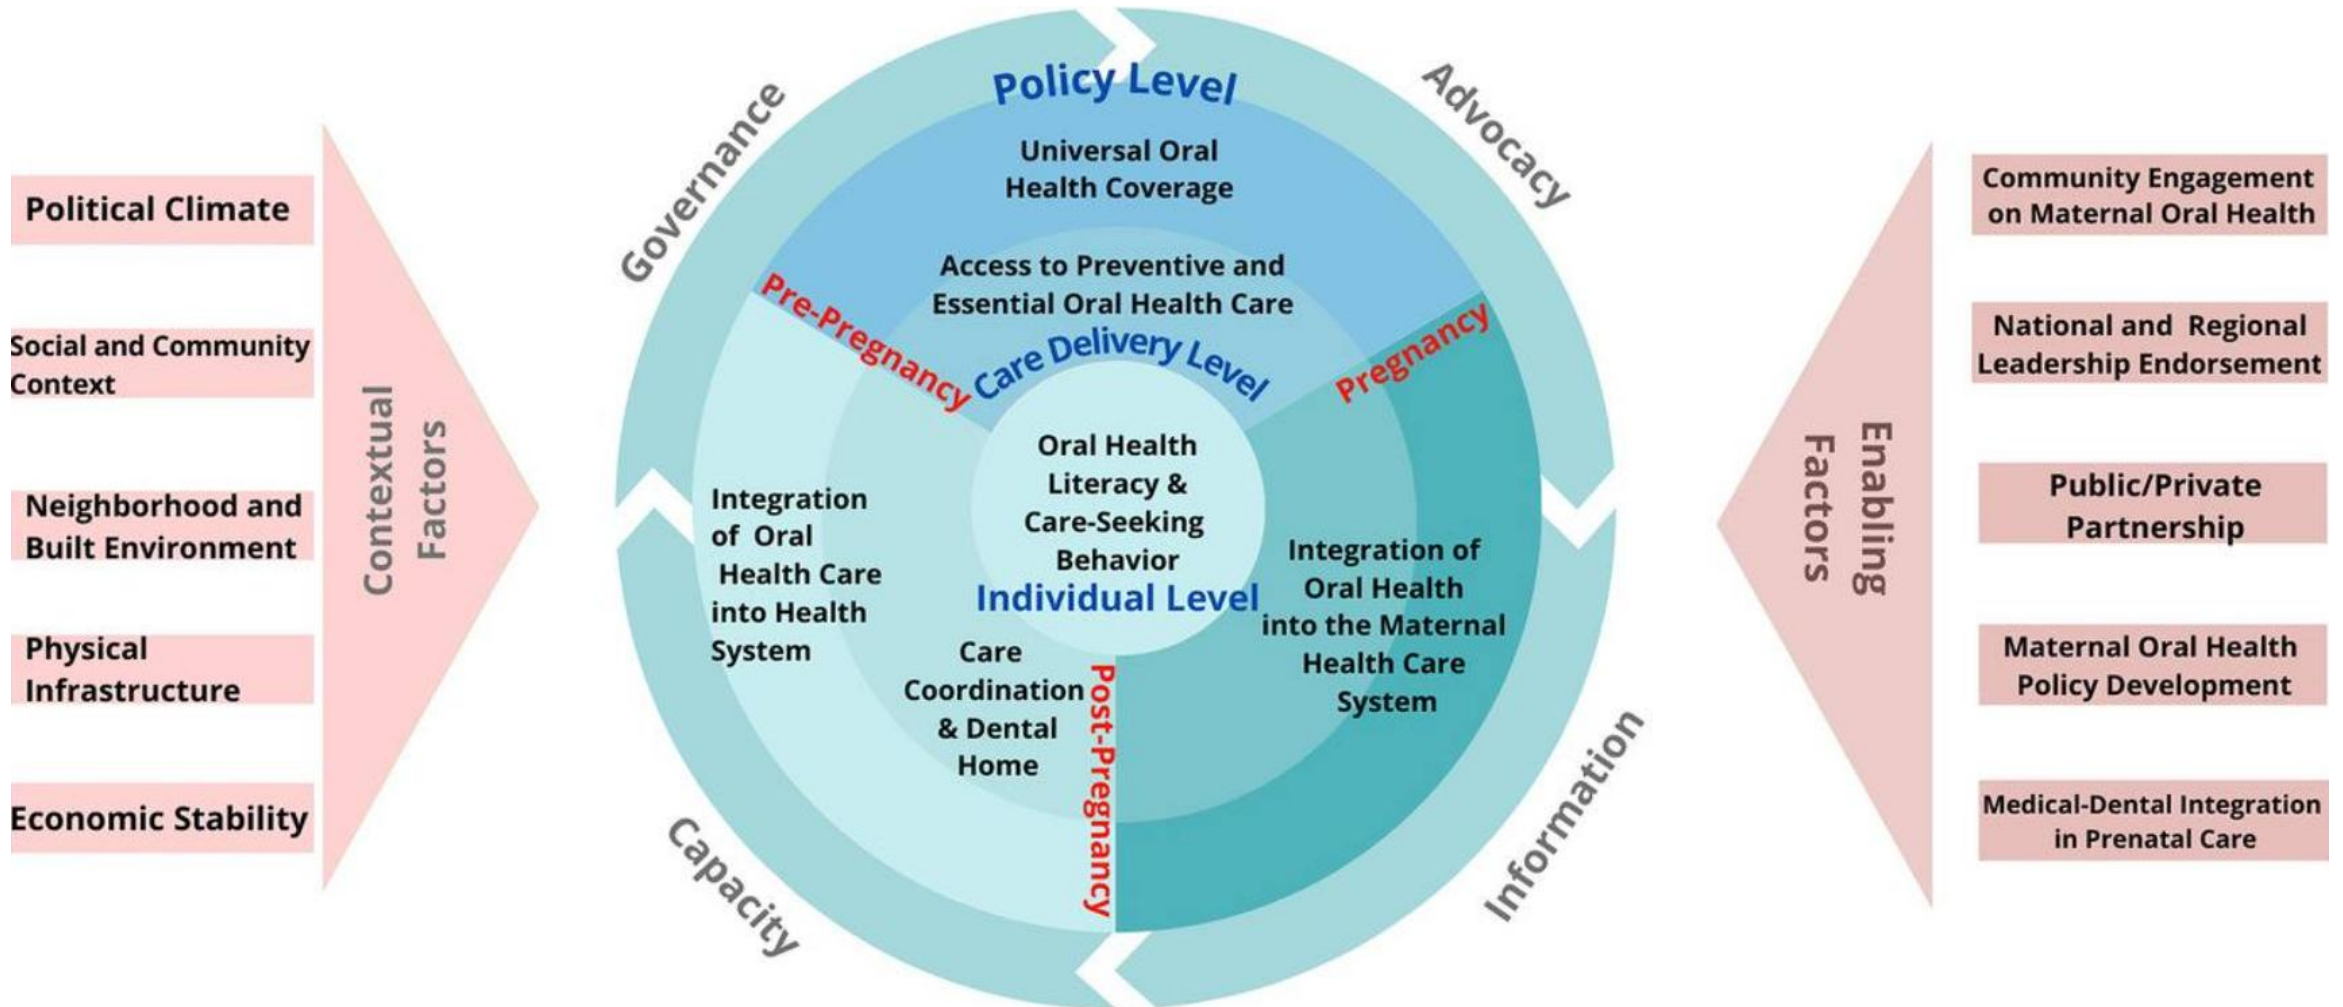 Political Climate
Social and Community
Context
Neighborhood and
Built Environment
Physical
Infrastructure
Economic Stability
Contextual
Factors
Governance
Advocacy
Information
Capacity
Policy Level
Universal Oral
Health Coverage
Access to Preventive and
Essential Oral Health Care
Care Delivery Level
Pre-Pregnancy
Pregnancy
Post-Pregnancy
Oral Health
Literacy &
Care-Seeking
Behavior
Individual Level
Integration
of Oral
Health Care
into Health
System
Care
Coordination
& Dental
Home
Integration of
Oral Health
into the Maternal
Health Care
System
Enabling
Factors
Community Engagement
on Maternal Oral Health
National and Regional
Leadership Endorsement
Public/Private
Partnership
Maternal Oral Health
Policy Development
Medical-Dental Integration
in Prenatal Care